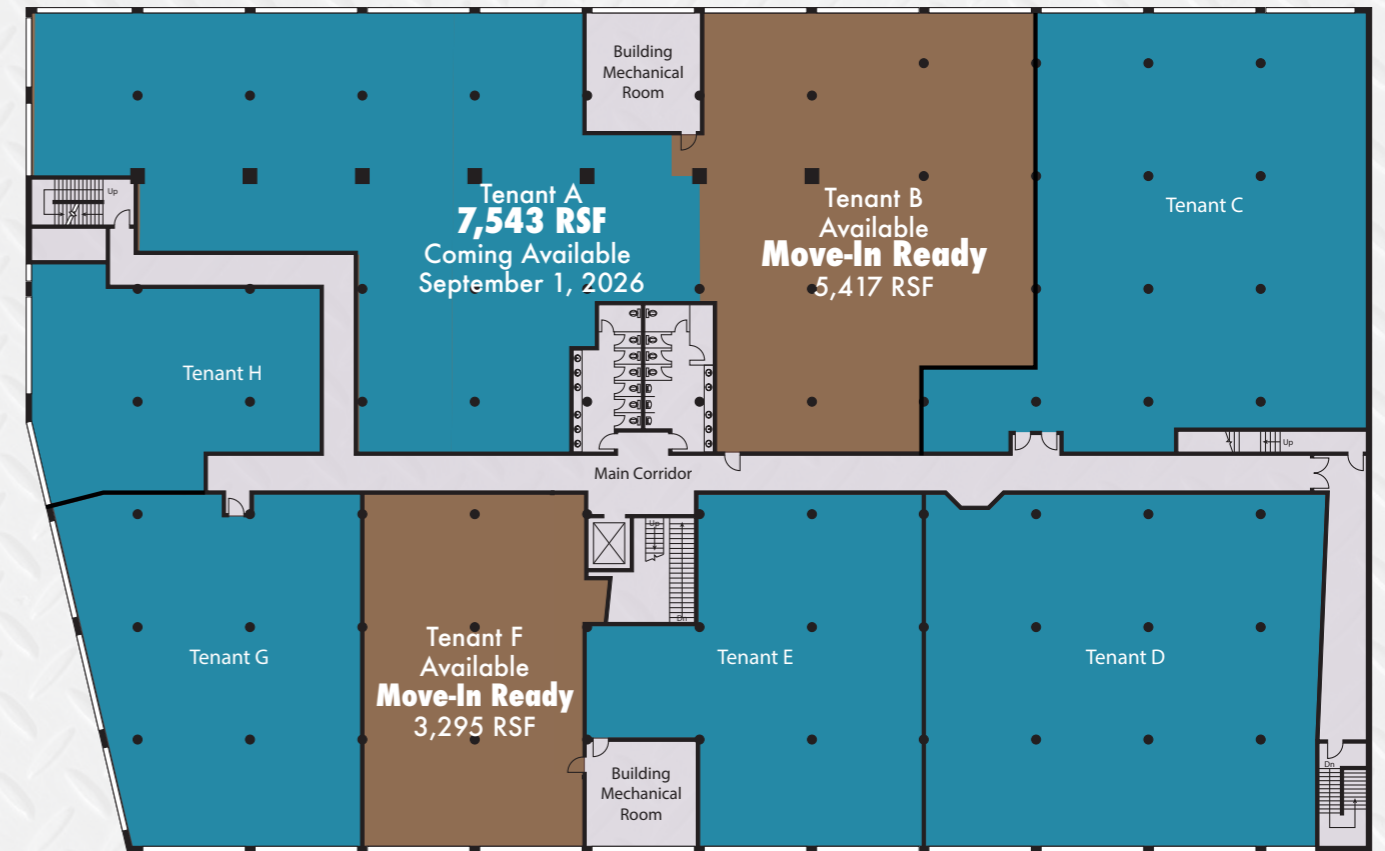 Building
Mechanical
Room
Up
Tenant A
7,543 RSF
Coming Available
September 1, 2026
Tenant B
Available
Move-In Ready
5,417 RSF
Tenant C
Tenant H
Up
Main Corridor
Up
Dn
Tenant G
Tenant F
Available
Move-In Ready
3,295 RSF
Tenant E
Tenant D
Building
Mechanical
Room
Dn